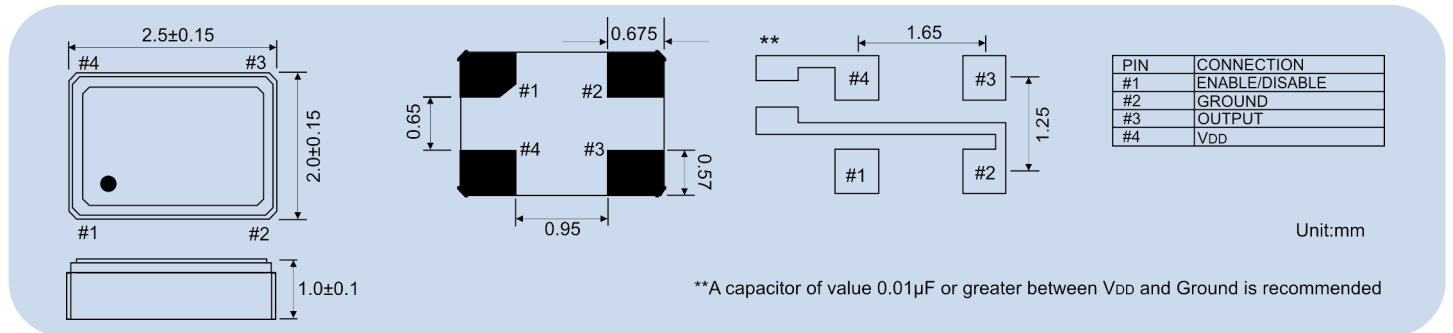 2.5±0.15
#4 #3
2.0±0.15
#1 #2
1.0±0.1
0.675
#1 #2
0.65
#4 #3
0.57
0.95
**
1.65
#4 #3
1.25
#1 #2
PIN CONNECTION
#1 ENABLE/DISABLE
#2 GROUND
#3 OUTPUT
#4 VDD
Unit:mm
**A capacitor of value 0.01µF or greater between VDD and Ground is recommended